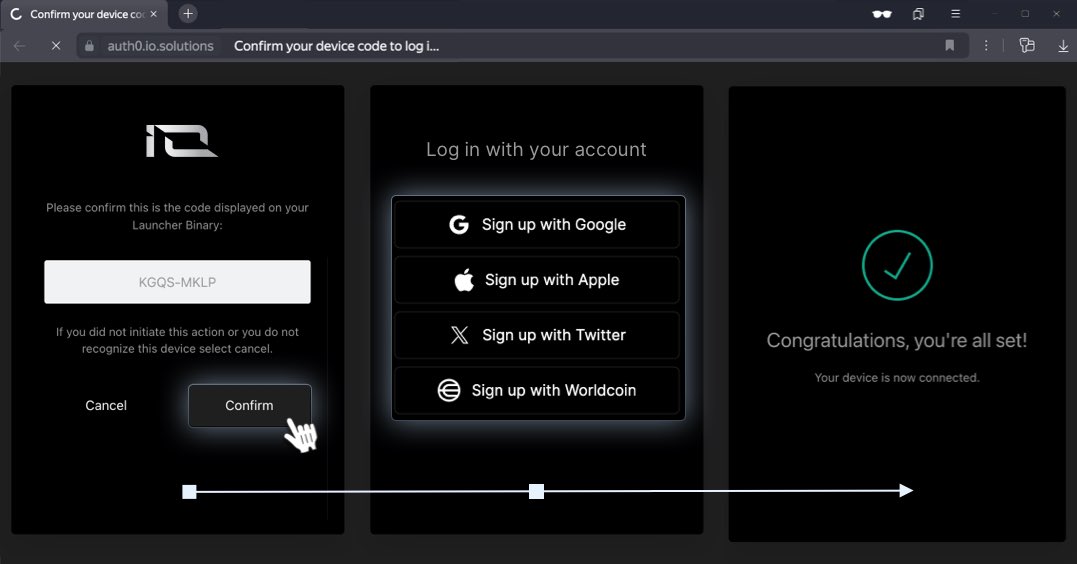 Confirm your device co
auth0.io.solutions Confirm your device code to log i...
iO
Please confirm this is the code displayed on your
Launcher Binary:
KGQS-MKLP
If you did not initiate this action or you do not
recognize this device select cancel.
Cancel Confirm
Log in with your account
Sign up with Google
Sign up with Apple
Sign up with Twitter
Sign up with Worldcoin
Congratulations, you're all set!
Your device is now connected.